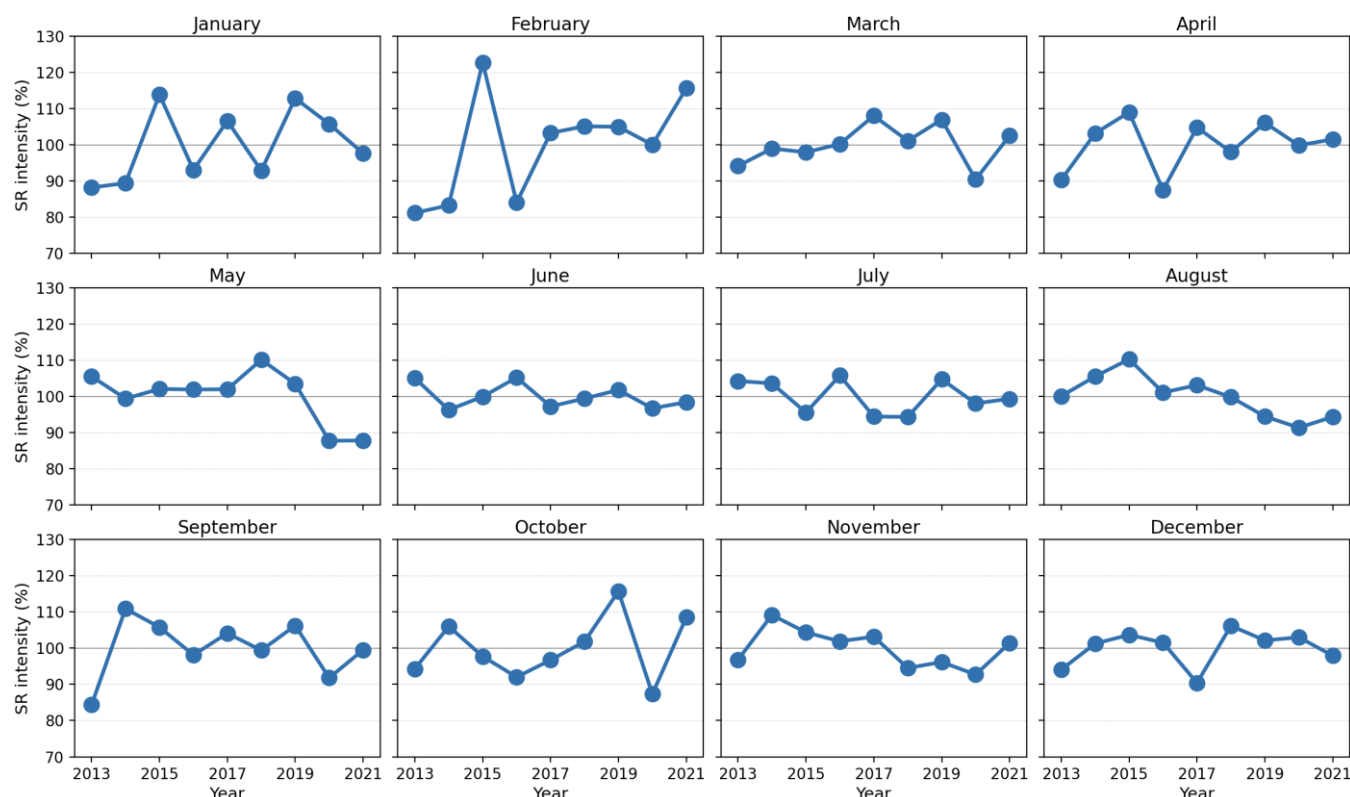 January February March April
SR intensity (%)
130
120
110
100
90
80
70
May June July August
SR intensity (%)
130
120
110
100
90
80
70
September October November December
SR intensity (%)
130
120
110
100
90
80
70
2013 2015 2017 2019 2021 2013 2015 2017 2019 2021 2013 2015 2017 2019 2021 2013 2015 2017 2019 2021
Year Year Year Year